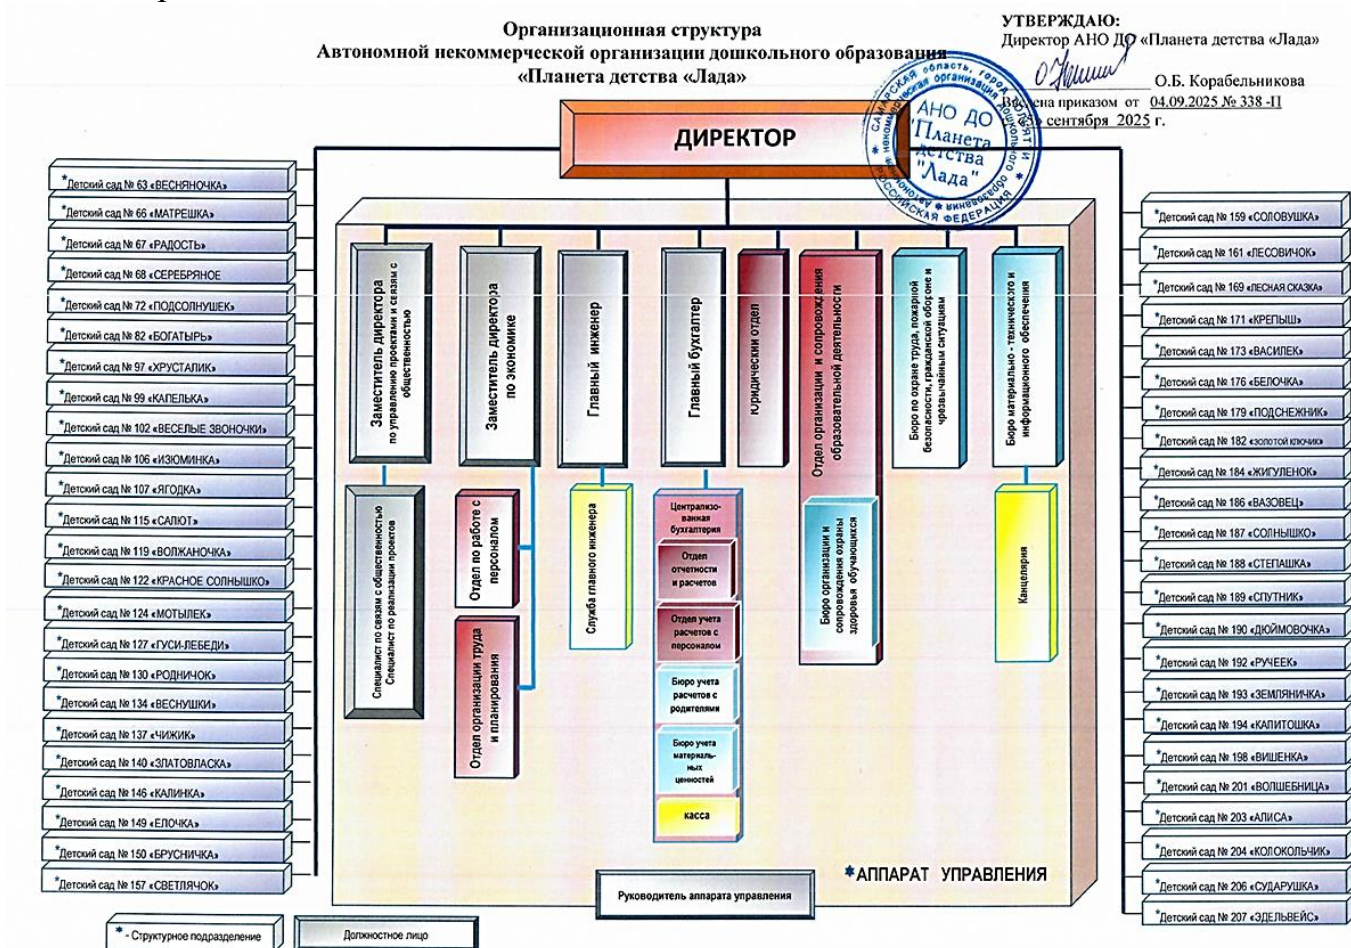 Организационная структура
Автономной некоммерческой организации дошкольного образования
«Планета детства «Лада»
УТВЕРЖДАЮ:
Директор АНО ДО «Планета детства «Лада»
О.Б. Корабельникова
приказом от 04.09.2025 № 338 -П
сентября 2025 г.
АНО ДО
"Планета
детства
"Лада"
РОССИЙСКАЯ ФЕДЕРАЦИЯ
ДИРЕКТОР
*Детский сад № 63 «ВЕСНЯНОЧКА»
*Детский сад № 66 «МАТРЕШКА»
*Детский сад № 67 «РАДОСТЬ»
*Детский сад № 68 «СЕРЕБРЯНОЕ
*Детский сад № 72 «ПОДСОЛНУШЕК»
*Детский сад № 82 «БОГАТЫРЬ»
*Детский сад № 97 «ХРУСТАЛИК»
*Детский сад № 99 «КАПЕЛЬКА»
*Детский сад № 102 «ВЕСЕЛЫЕ ЗВОНОЧКИ»
*Детский сад № 106 «ИЗЮМИНКА»
*Детский сад № 107 «ЯГОДКА»
*Детский сад № 115 «САЛЮТ»
*Детский сад № 119 «ВОЛЖАНОЧКА»
*Детский сад № 122 «КРАСНОЕ СОЛНЫШКО»
*Детский сад № 124 «МОТЫЛЕК»
*Детский сад № 127 «ГУСИ-ЛЕБЕДИ»
*Детский сад № 130 «РОДНИЧОК»
*Детский сад № 134 «ВЕСНУШКИ»
*Детский сад № 137 «ЧИЖИК»
*Детский сад № 140 «ЗЛАТОВЛАСКА»
*Детский сад № 146 «КАЛИНКА»
*Детский сад № 149 «ЕЛОЧКА»
*Детский сад № 150 «БРУСНИЧКА»
*Детский сад № 157 «СВЕТЛЯЧОК»
Заместитель директора
по управлению проектами и связям с
общественностью
Специалист по связям с общественностью
Специалист по реализации проектов
Заместитель директора
по экономике
Отдел по работе с
персоналом
Отдел организации труда
и планирования
Главный инженер
Служба главного инженера
Главный бухгалтер
Централизо-
ванная
бухгалтерия
Отдел
отчетности
и расчетов
Отдел учета
расчетов с
персоналом
Бюро учета
расчетов с
родителями
Бюро учета
материаль-
ных
ценностей
касса
Юридический отдел
Отдел организации и сопровождения
образовательной деятельности
Бюро организации и
сопровождения охраны
здоровья обучающихся
Бюро по охране труда, пожарной
безопасности, гражданской обороне и
чрезвычайным ситуациям
Бюро материально - технического и
информационного обеспечения
Канцелярия
*АППАРАТ УПРАВЛЕНИЯ
Руководитель аппарата управления
*Детский сад № 159 «СОЛОВУШКА»
*Детский сад № 161 «ЛЕСОВИЧОК»
*Детский сад № 169 «ЛЕСНАЯ СКАЗКА»
*Детский сад № 171 «КРЕПЫШ»
*Детский сад № 173 «ВАСИЛЕК»
*Детский сад № 176 «БЕЛОЧКА»
*Детский сад № 179 «ПОДСНЕЖНИК»
*Детский сад № 182 «ЗОЛОТОЙ КЛЮЧИК»
*Детский сад № 184 «ЖИГУЛЕНОК»
*Детский сад № 186 «ВАЗОВЕЦ»
*Детский сад № 187 «СОЛНЫШКО»
*Детский сад № 188 «СТЕПАШКА»
*Детский сад № 189 «СПУТНИК»
*Детский сад № 190 «ДЮЙМОВОЧКА»
*Детский сад № 192 «РУЧЕЕК»
*Детский сад № 193 «ЗЕМЛЯНИЧКА»
*Детский сад № 194 «КАПИТОШКА»
*Детский сад № 198 «ВИШЕНКА»
*Детский сад № 201 «ВОЛШЕБНИЦА»
*Детский сад № 203 «АЛИСА»
*Детский сад № 204 «КОЛОКОЛЬЧИК»
*Детский сад № 206 «СУДАРУШКА»
*Детский сад № 207 «ЭДЕЛЬВЕЙС»
* - Структурное подразделение
Должностное лицо